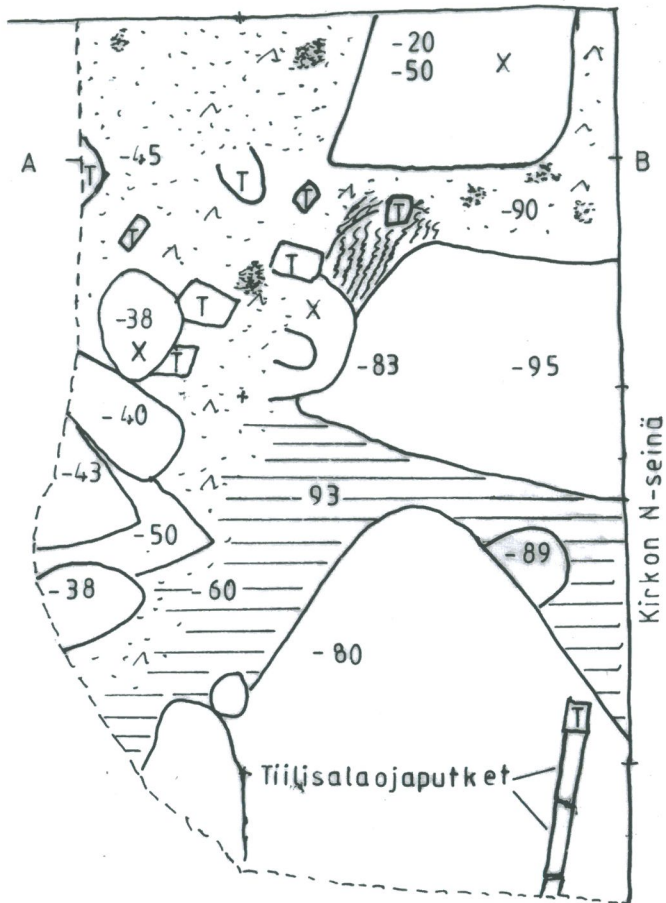 -20
-50 X
A T -45 T T T -90 B
T
T X
-38 T
X T
-83 -95
-40
-43
93
-50
-89
-38 -60
-80
T
Tiilisalaojaputket
Kirkon N-seinä